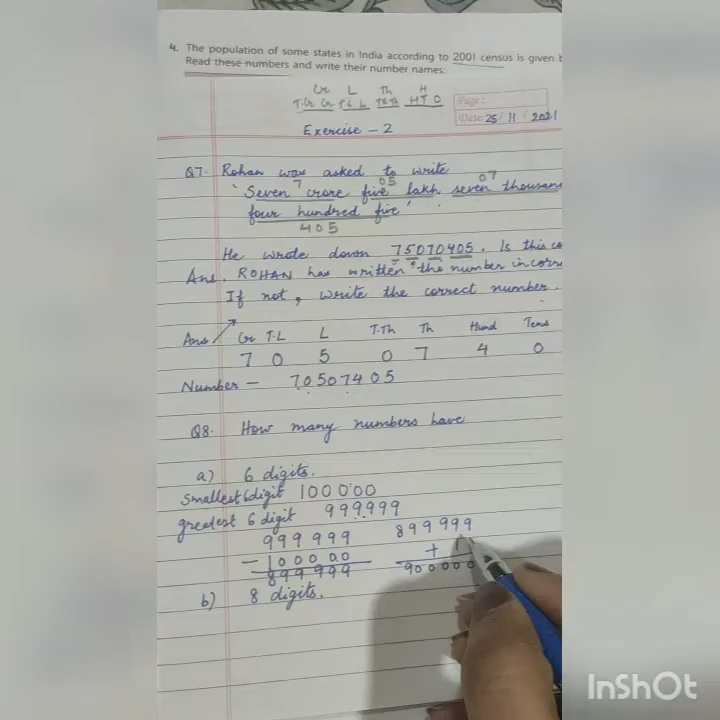 4. The population of some states in India according to 2001 census is given
Read these numbers and write their number names:
Cr L Th H
T.Cr Cr T.L L T.Th Th H T O
Page:
Date: 25/11/2021
Exercise - 2
Q7. Rohan was asked to write
7 05 07
'Seven crore five lakh seven thousand
four hundred five'
405
He wrote down 75070405. Is this
Ans. ROHAN has written the number
If not, write the correct number.
Ans Cr T.L L T.Th Th Hund Tens
7 0 5 0 7 4 0
Number - 70507405
Q8. How many numbers have
a) 6 digits.
smallest 6 digit 100000
greatest 6 digit 999999
999999 899999
- 100000 + 1
899999 900000
b) 8 digits.
InShOt